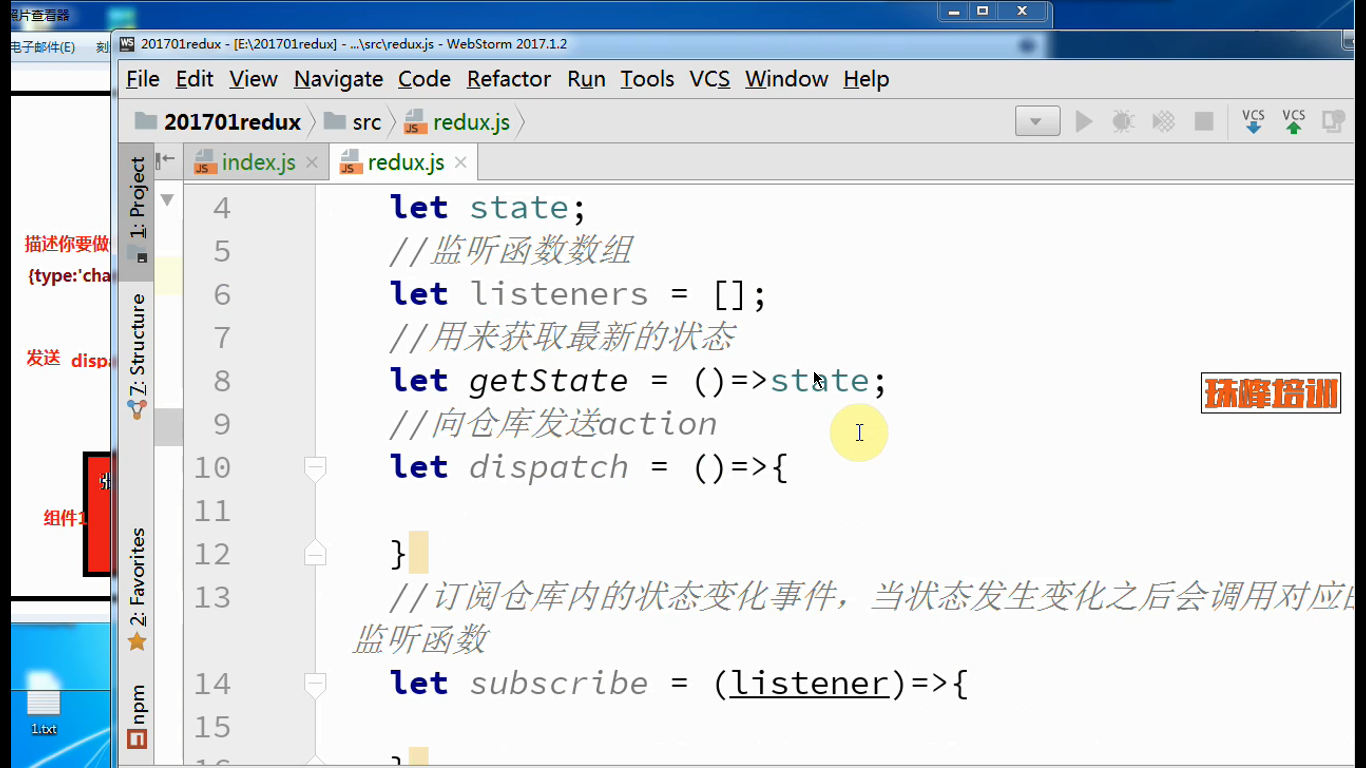 照片查看器
电子邮件(E)
刻
201701redux - [E:\201701redux] - ...\src\redux.js - WebStorm 2017.1.2
File Edit View Navigate Code Refactor Run Tools VCS Window Help
201701redux src redux.js
VCS VCS
index.js redux.js
1: Project
7: Structure
2: Favorites
npm
4 let state;
5 //监听函数数组
6 let listeners = [];
7 //用来获取最新的状态
8 let getState = ()=>state;
9 //向仓库发送action
10 let dispatch = ()=>{
11
12 }
13 //订阅仓库内的状态变化事件，当状态发生变化之后会调用对应的
监听函数
14 let subscribe = (listener)=>{
15
16 }
描述你要做
{type:'cha
发送 dispa
组件1
1.txt
珠峰培训